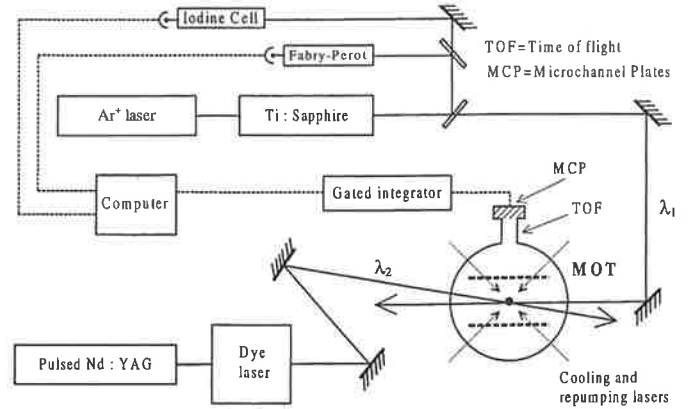 Iodine Cell
Fabry-Perot
TOF=Time of flight
MCP=Microchannel Plates
Ar+ laser
Ti : Sapphire
MCP
Gated integrator
Computer
TOF
λ1
λ2
MOT
Pulsed Nd : YAG
Dye
laser
Cooling and
repumping lasers